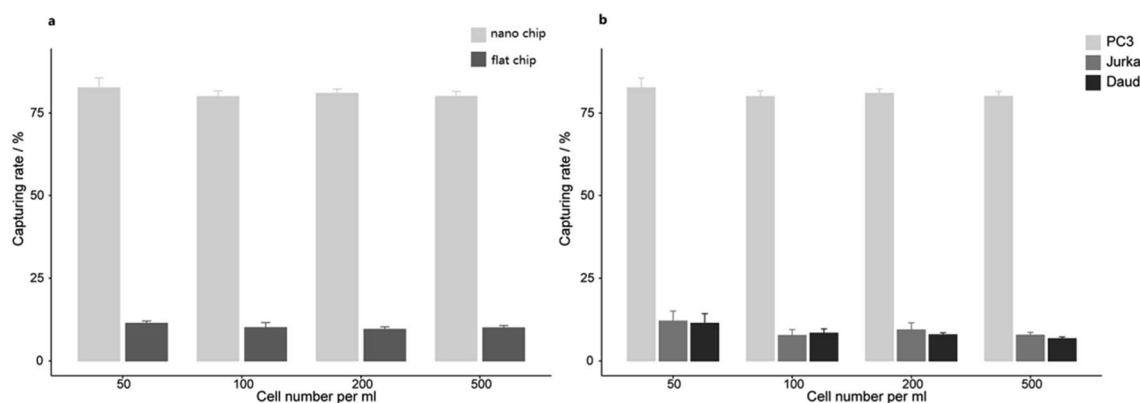 a
nano chip
flat chip
Capturing rate / %
75
50
25
0
50 100 200 500
Cell number per ml
b
PC3
Jurka
Daud
Capturing rate / %
75
50
25
0
50 100 200 500
Cell number per ml